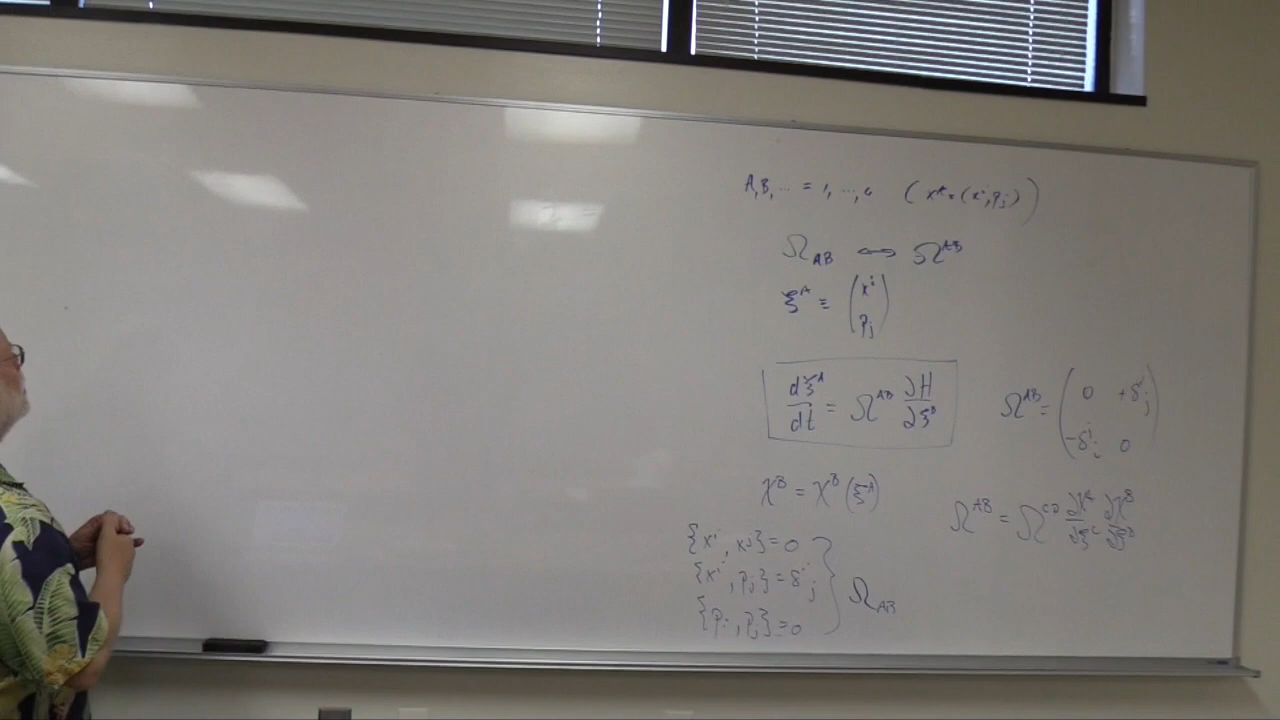 A,B,... = 1, ..., 6 (x^A = (x^i, p_j))
Ω_AB ↔ Ω^AB
ξ^A ≡ (x^i p_j)
dξ^A/dt = Ω^AB ∂H/∂ξ^B
Ω^AB = (0 +δ^i_j
-δ^j_i 0)
χ^B = χ^B(ξ^A)
Ω^AB = Ω^CD ∂χ^A/∂ξ^C ∂χ^B/∂ξ^D
{x^i, x^j} = 0
{x^i, p_j} = δ^i_j } Ω_AB
{p_i, p_j} = 0